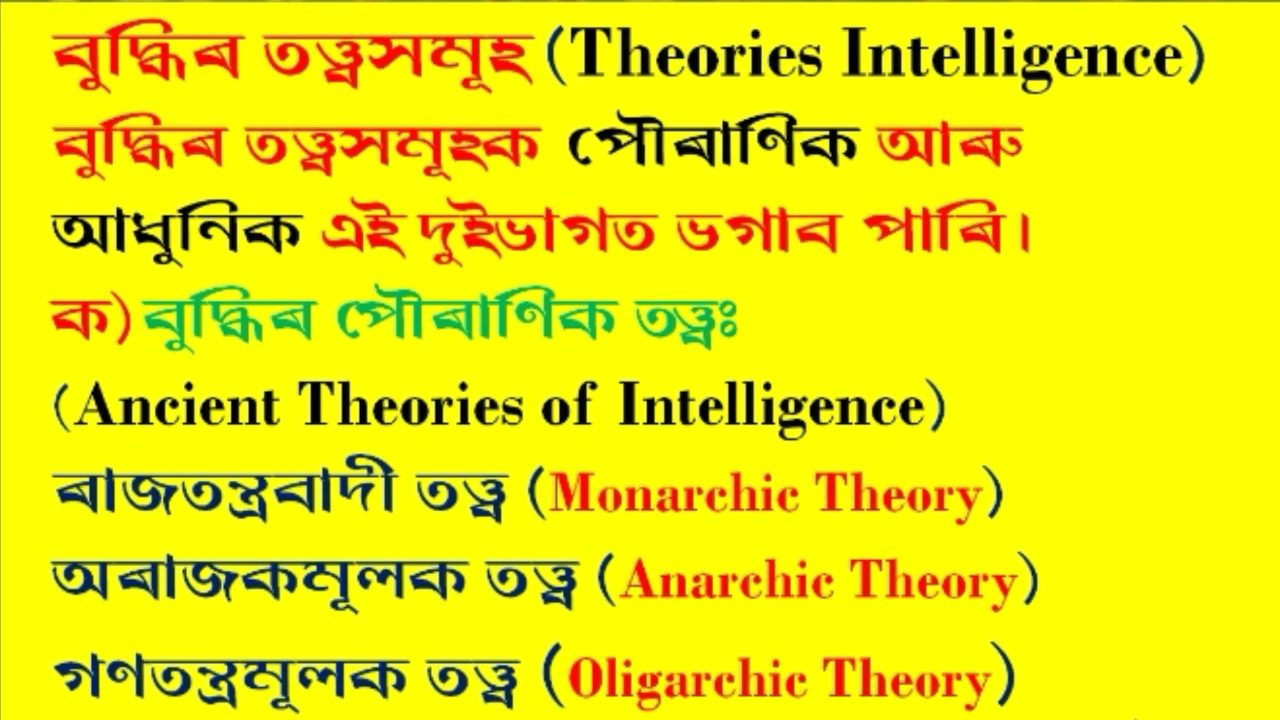 বুদ্ধিৰ তত্ত্বসমূহ (Theories Intelligence)
বুদ্ধিৰ তত্ত্বসমূহক পৌৰাণিক আৰু
আধুনিক এই দুইভাগত ভগাব পাৰি।
ক) বুদ্ধিৰ পৌৰাণিক তত্ত্বঃ
(Ancient Theories of Intelligence)
ৰাজতন্ত্ৰবাদী তত্ত্ব (Monarchic Theory)
অৰাজকমূলক তত্ত্ব (Anarchic Theory)
গণতন্ত্ৰমূলক তত্ত্ব (Oligarchic Theory)